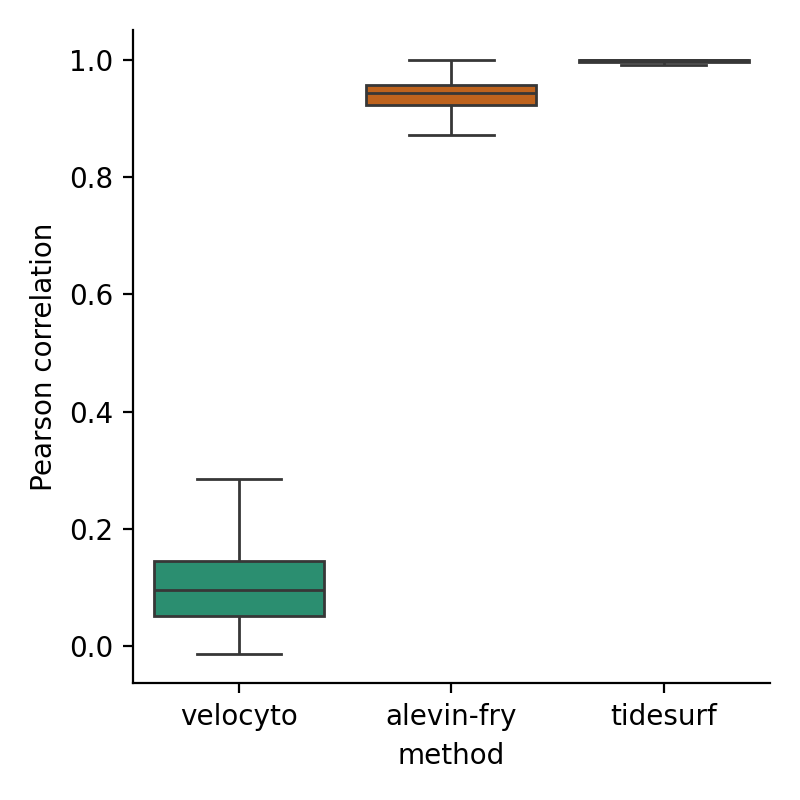 1.0
0.8
0.6
0.4
0.2
0.0
Pearson correlation
velocyto
alevin-fry
tidesurf
method